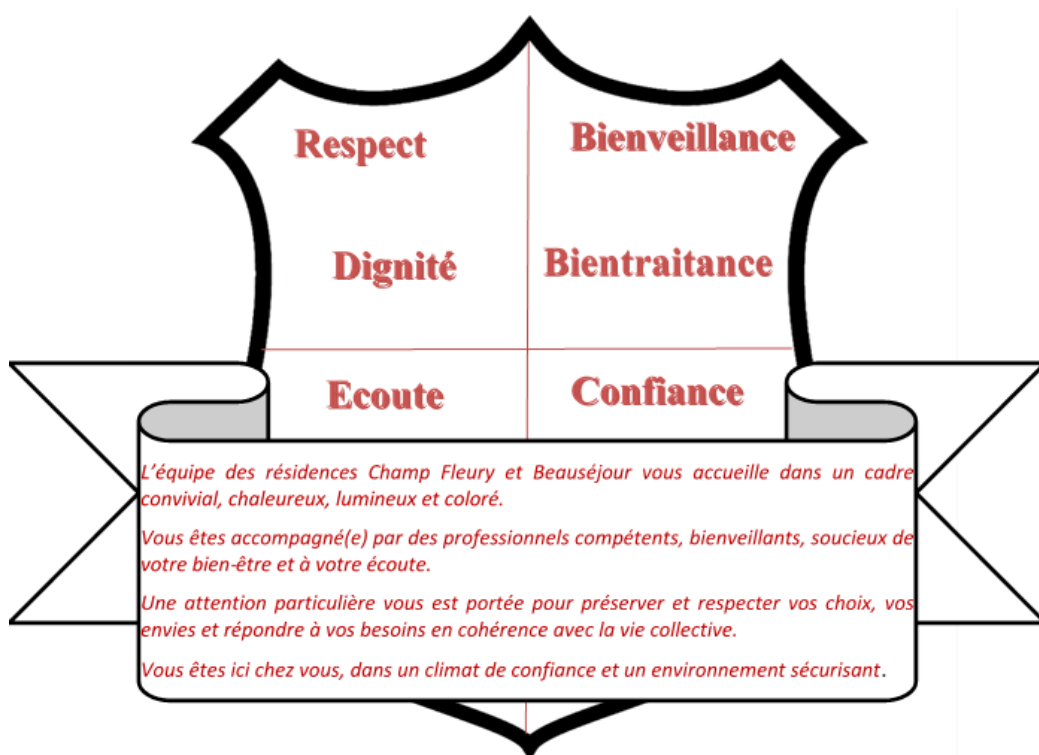 Respect
Bienveillance
Dignité
Bientraitance
Ecoute
Confiance
L’équipe des résidences Champ Fleury et Beauséjour vous accueille dans un cadre
convivial, chaleureux, lumineux et coloré.
Vous êtes accompagné(e) par des professionnels compétents, bienveillants, soucieux de
votre bien-être et à votre écoute.
Une attention particulière vous est portée pour préserver et respecter vos choix, vos
envies et répondre à vos besoins en cohérence avec la vie collective.
Vous êtes ici chez vous, dans un climat de confiance et un environnement sécurisant.